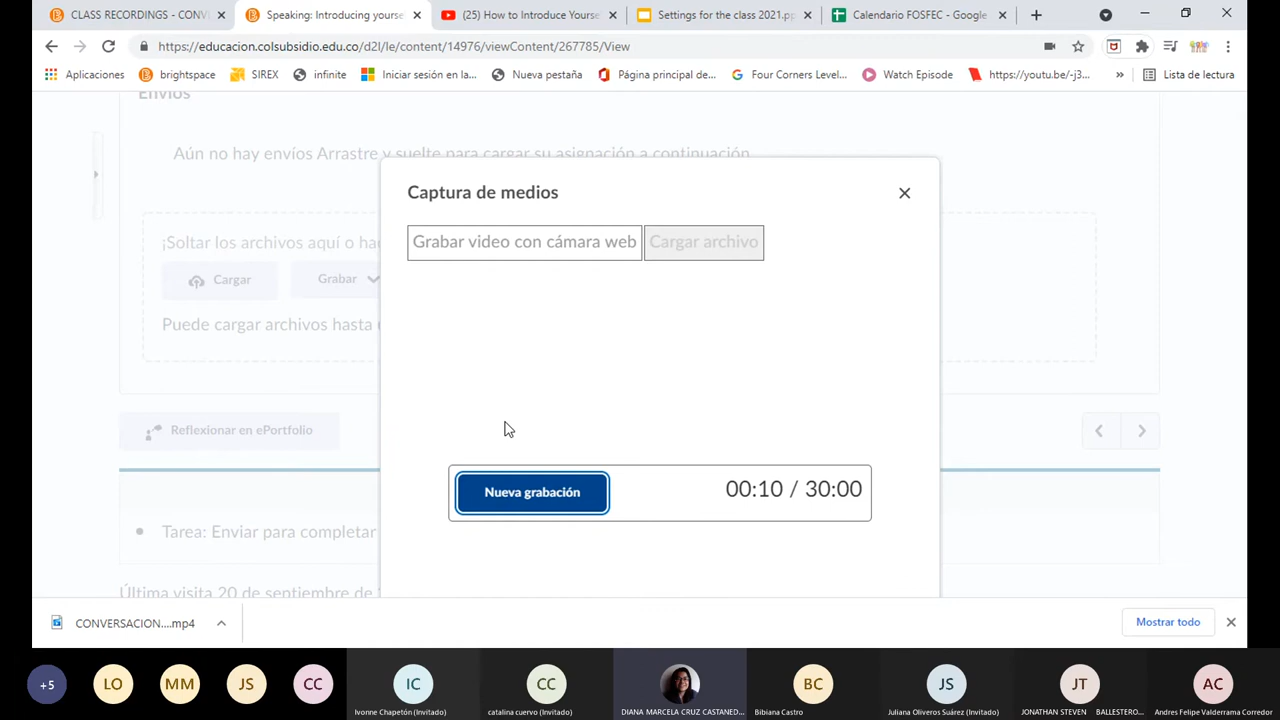 CLASS RECORDINGS - CONVI
Speaking: Introducing yourse
(25) How to Introduce Yourse
Settings for the class 2021.pp
Calendario FOSFEC - Google
https://educacion.colsubsidio.edu.co/d2l/le/content/14976/viewContent/267785/View
Aplicaciones
brightspace
SIREX
infinite
Iniciar sesión en la...
Nueva pestaña
Página principal de...
Four Corners Level...
Watch Episode
https://youtu.be/-j3...
»
Lista de lectura
Envíos
Aún no hay envíos Arrastre y suelte para cargar su asignación a continuación
Captura de medios
Grabar video con cámara web
Cargar archivo
¡Soltar los archivos aquí o hac
Cargar
Grabar
Puede cargar archivos hasta
Reflexionar en ePortfolio
Nueva grabación
00:10 / 30:00
Tarea: Enviar para completar
Última visita 20 de septiembre de
CONVERSACION....mp4
Mostrar todo
+5
LO
MM
JS
CC
IC
Ivonne Chapetón (Invitado)
CC
catalina cuervo (Invitado)
DIANA MARCELA CRUZ CASTANED...
BC
Bibiana Castro
JS
Juliana Oliveros Suárez (Invitado)
JT
JONATHAN STEVEN BALLESTERO...
AC
Andres Felipe Valderrama Corredor